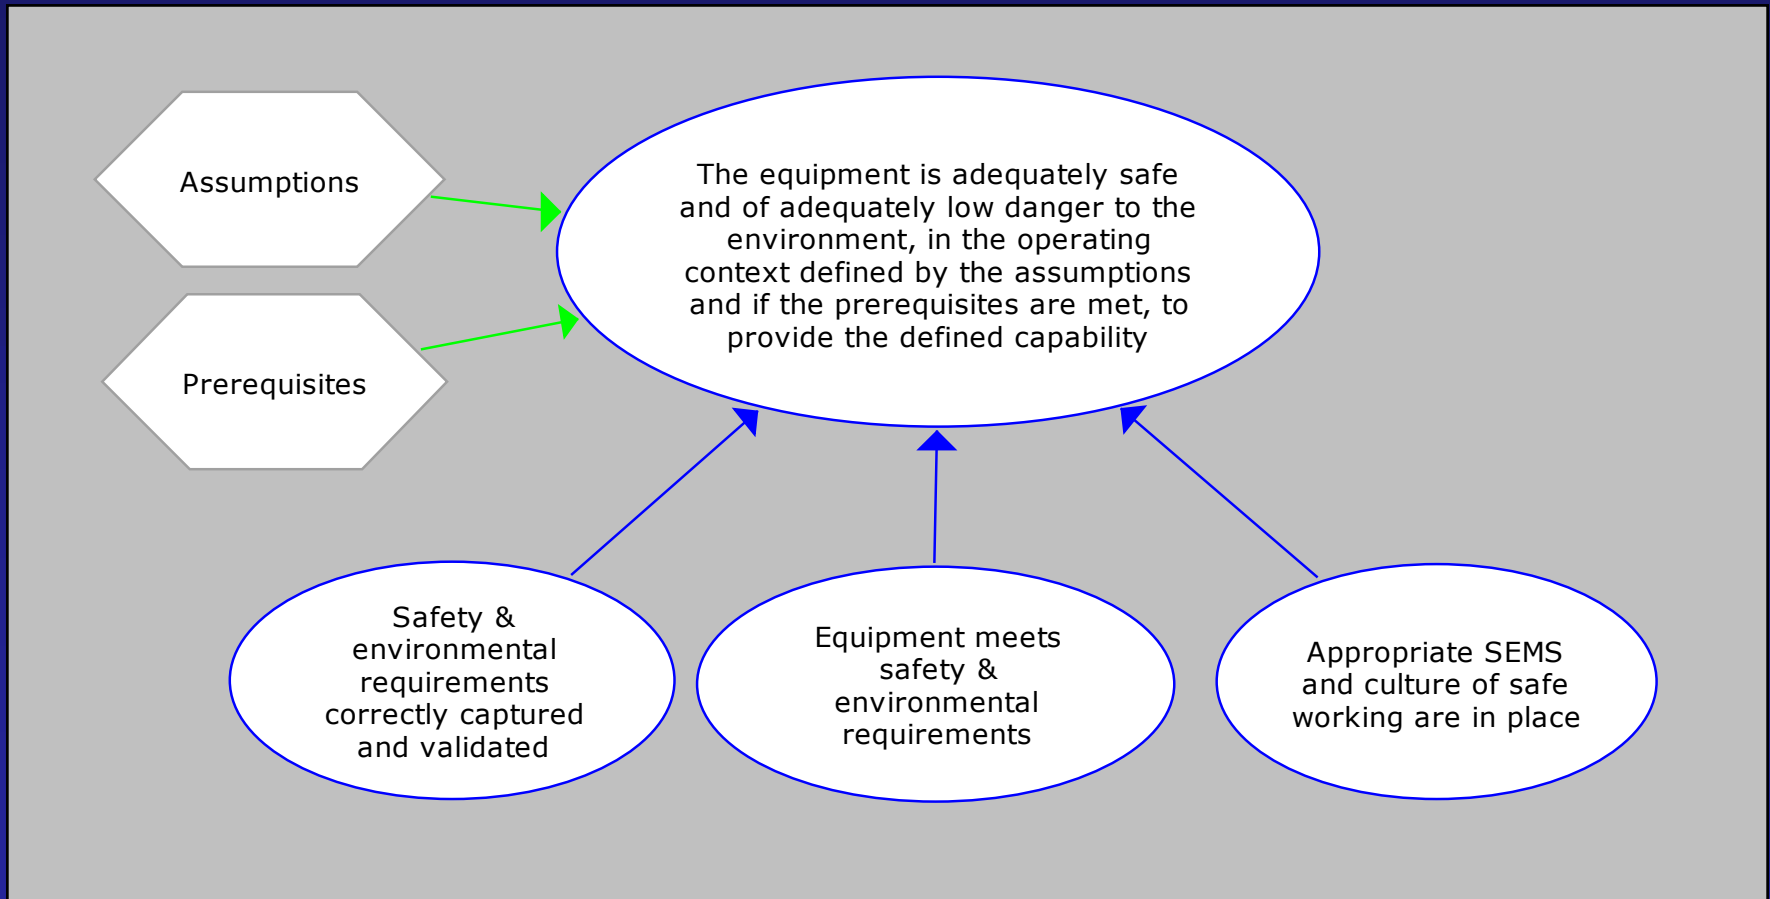 Assumptions
The equipment is adequately safe
and of adequately low danger to the
environment, in the operating
context defined by the assumptions
and if the prerequisites are met, to
provide the defined capability
Prerequisites
Safety &
environmental
requirements
correctly captured
and validated
Equipment meets
safety &
environmental
requirements
Appropriate SEMS
and culture of safe
working are in place